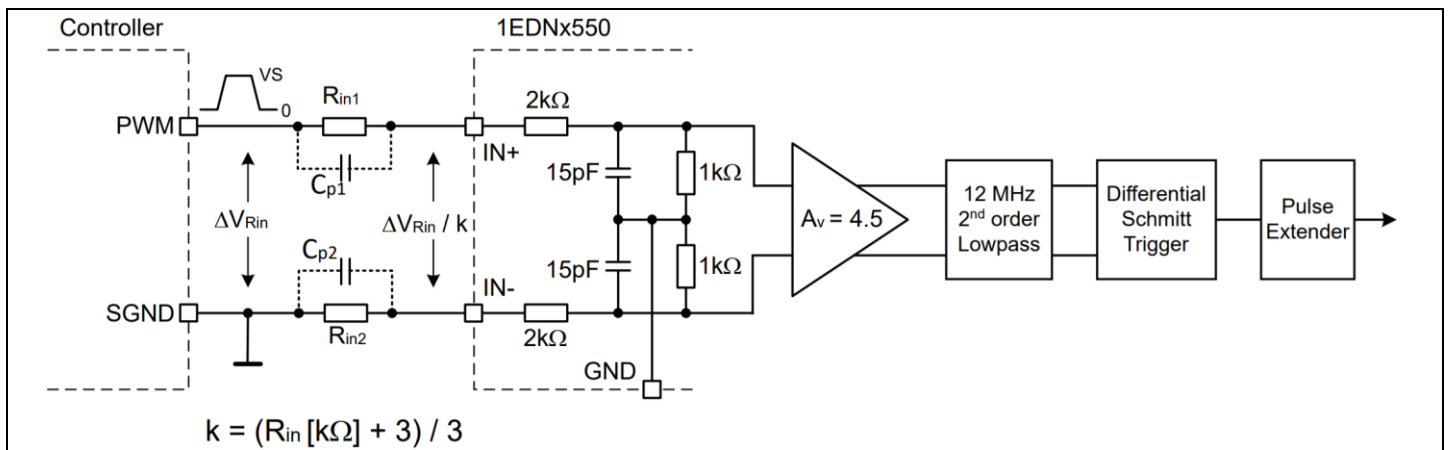 Controller
1EDNx550
VS
0
Rin1
2kΩ
PWM
IN+
Cp1
15pF
1kΩ
ΔVRin
ΔVRin / k
Av = 4.5
12 MHz
2nd order
Lowpass
Differential
Schmitt
Trigger
Pulse
Extender
Cp2
15pF
1kΩ
IN-
SGND
Rin2
2kΩ
GND
k = (Rin [kΩ] + 3) / 3